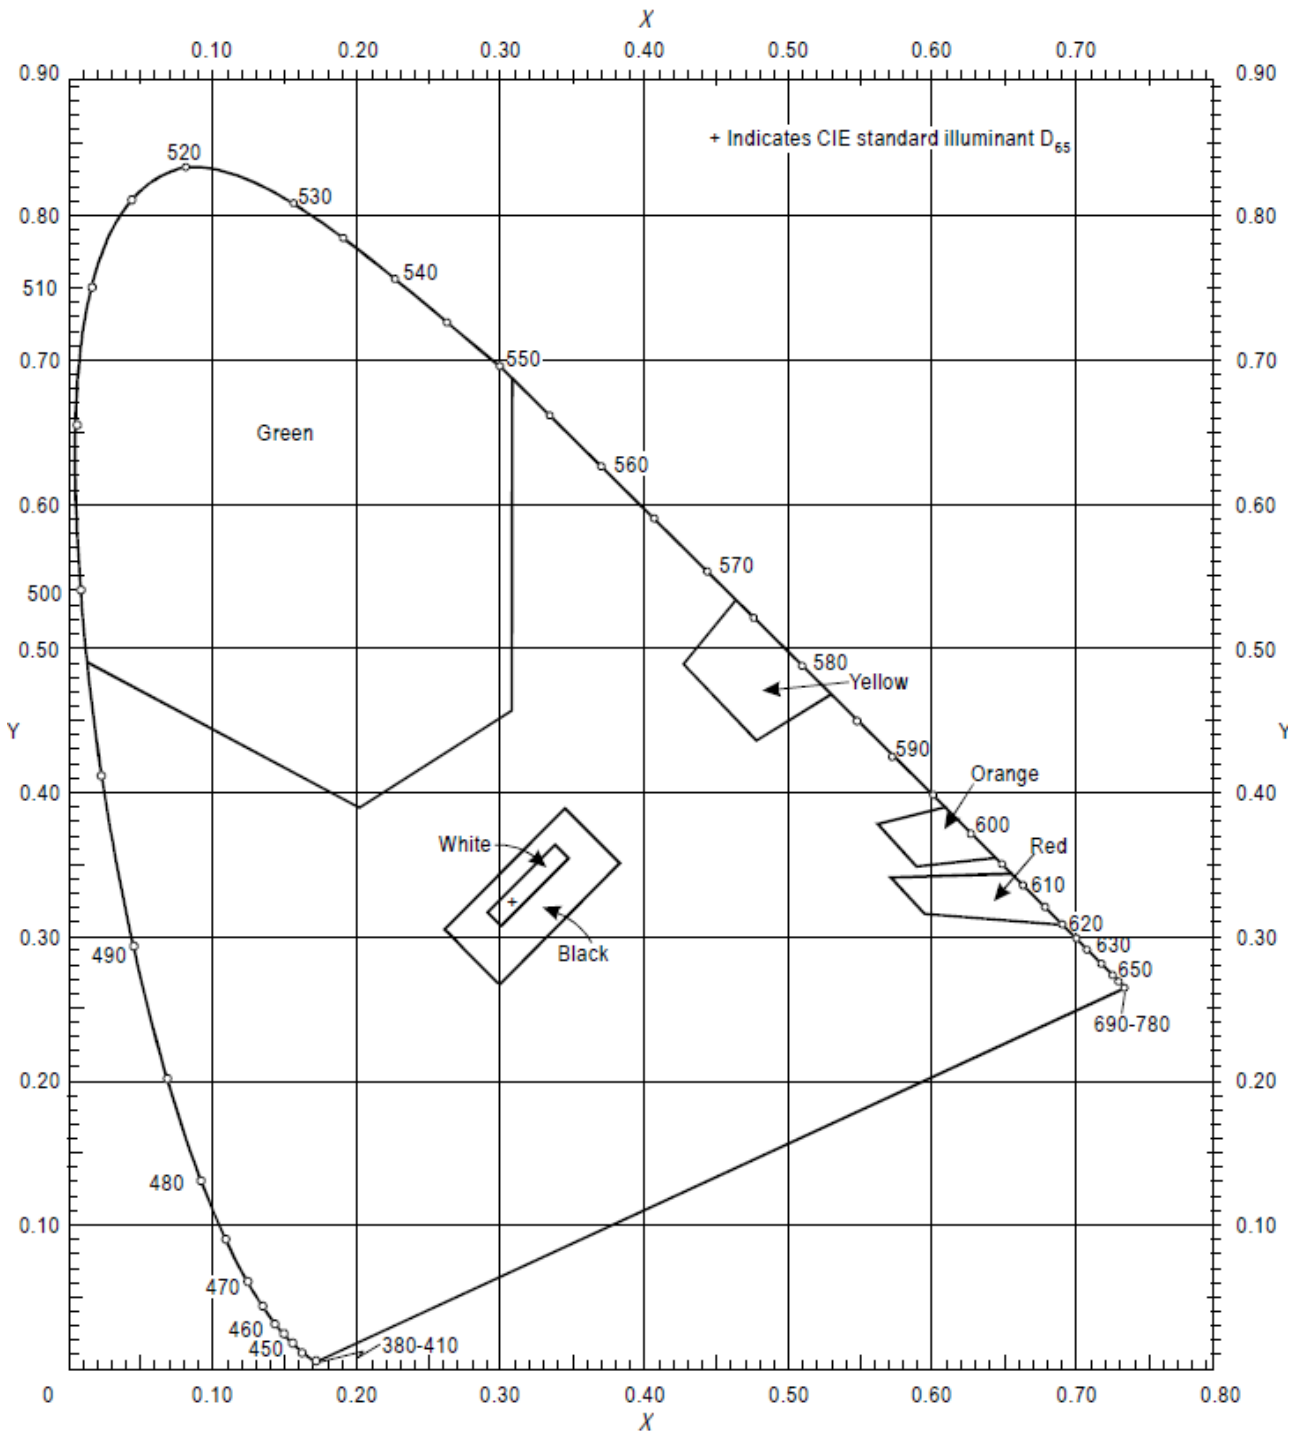 X
0.10 0.20 0.30 0.40 0.50 0.60 0.70
0.90 0.90
+ Indicates CIE standard illuminant D65
520
530
0.80 0.80
540
510
550
0.70 0.70
Green
560
0.60 0.60
570
500
0.50 0.50
580
Yellow
Y Y
590
Orange
0.40 0.40
600
White Red
610
620
0.30 0.30
630
490 Black
650
690-780
0.20 0.20
480
0.10 0.10
470
460
450 380-410
0 0.10 0.20 0.30 0.40 0.50 0.60 0.70 0.80
X